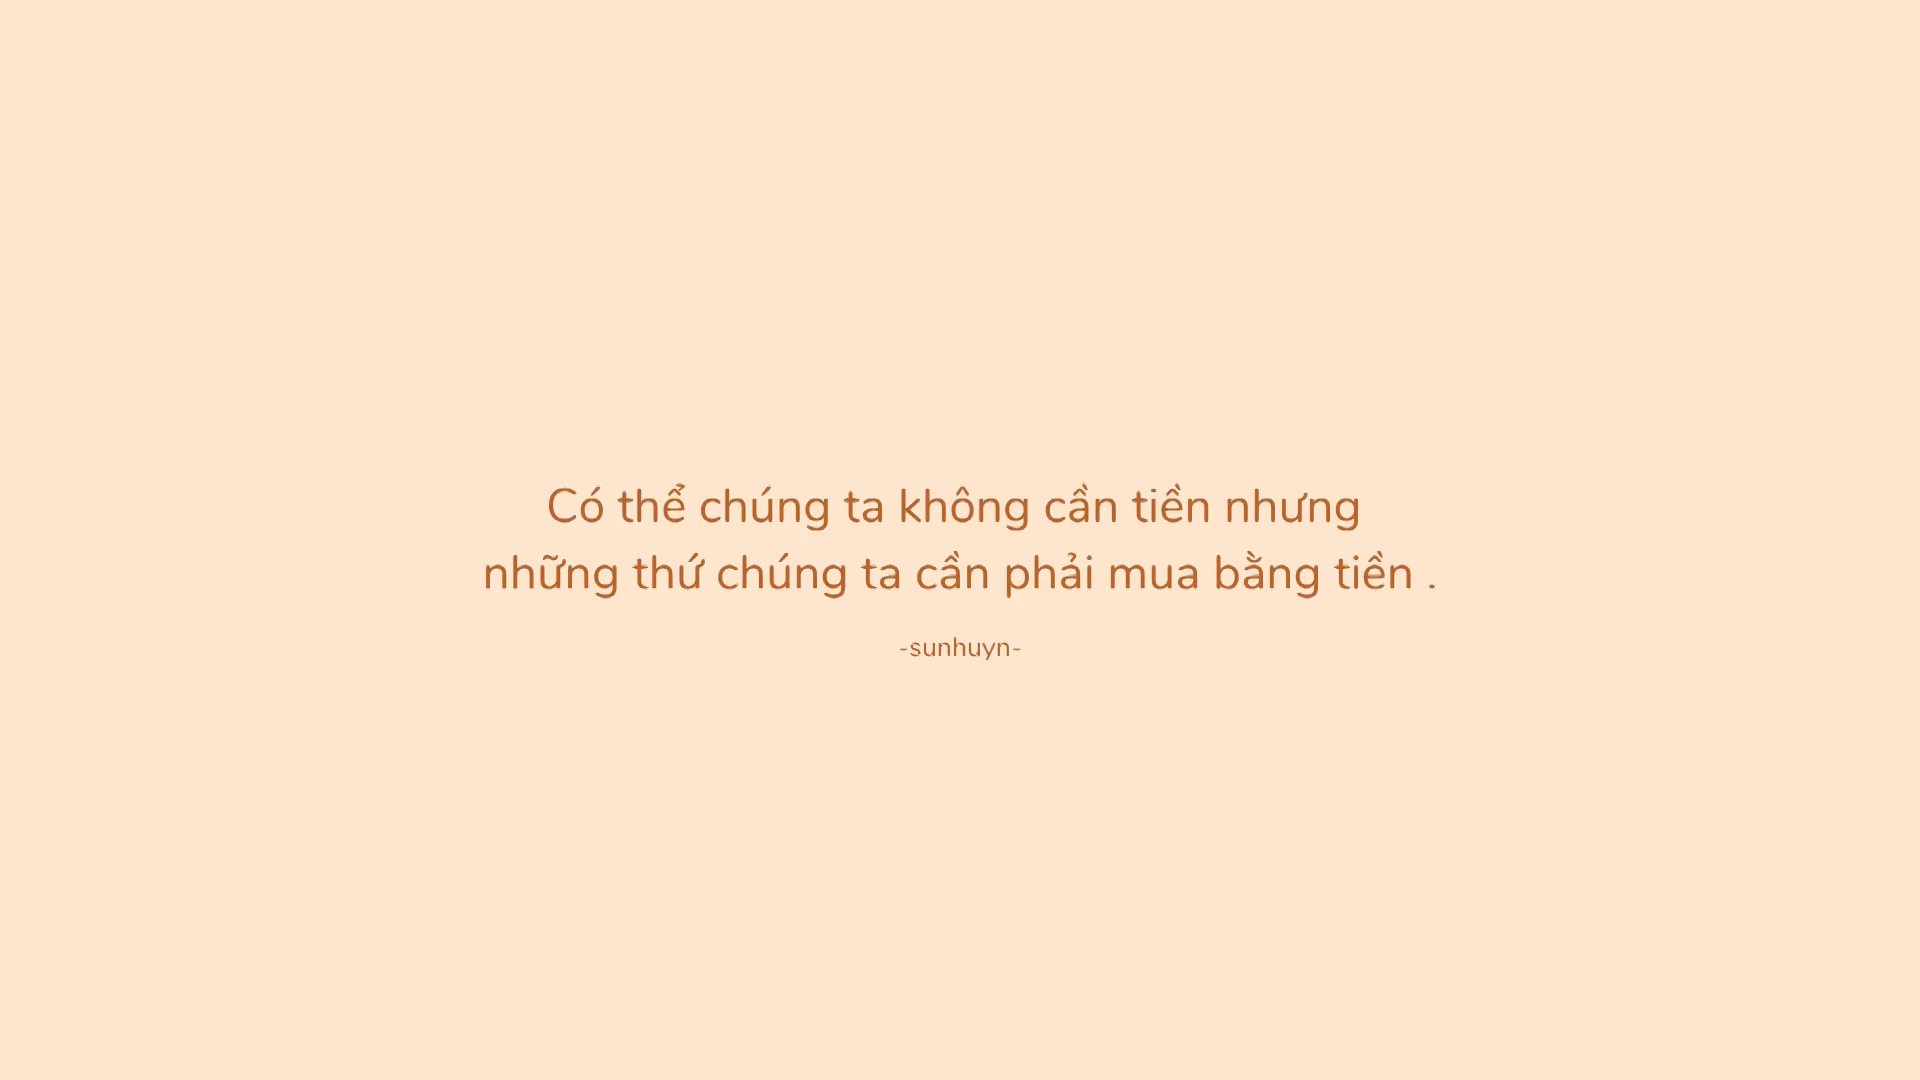 Có thể chúng ta không cần tiền nhưng
những thứ chúng ta cần phải mua bằng tiền .
-sunhuyn-